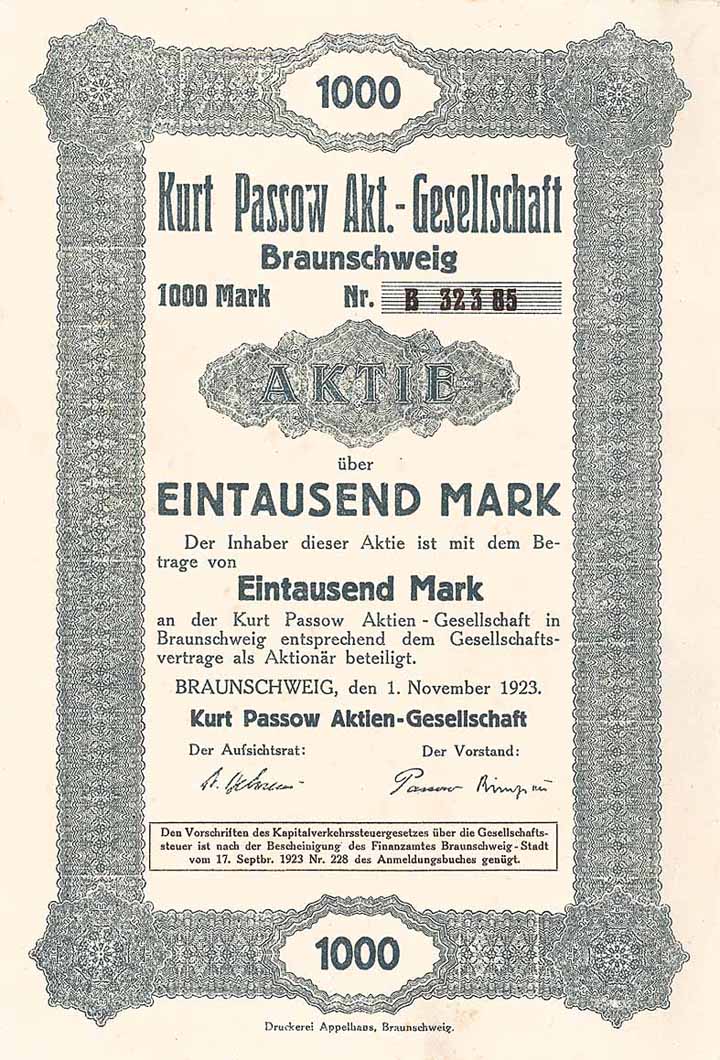 1000
Kurt Passow Akt.-Gesellschaft
Braunschweig
1000 Mark Nr. B 32385
AKTIE
über
EINTAUSEND MARK
Der Inhaber dieser Aktie ist mit dem Be-
trage von
Eintausend Mark
an der Kurt Passow Aktien-Gesellschaft in
Braunschweig entsprechend dem Gesellschafts-
vertrage als Aktionär beteiligt.
BRAUNSCHWEIG, den 1. November 1923.
Kurt Passow Aktien-Gesellschaft
Der Aufsichtsrat: Der Vorstand:
Passow
Den Vorschriften des Kapitalverkehrssteuergesetzes über die Gesellschafts-
steuer ist nach der Bescheinigung des Finanzamtes Braunschweig-Stadt
vom 17. Septbr. 1923 Nr. 228 des Anmeldungsbuches genügt.
1000
Druckerei Appelhans, Braunschweig.